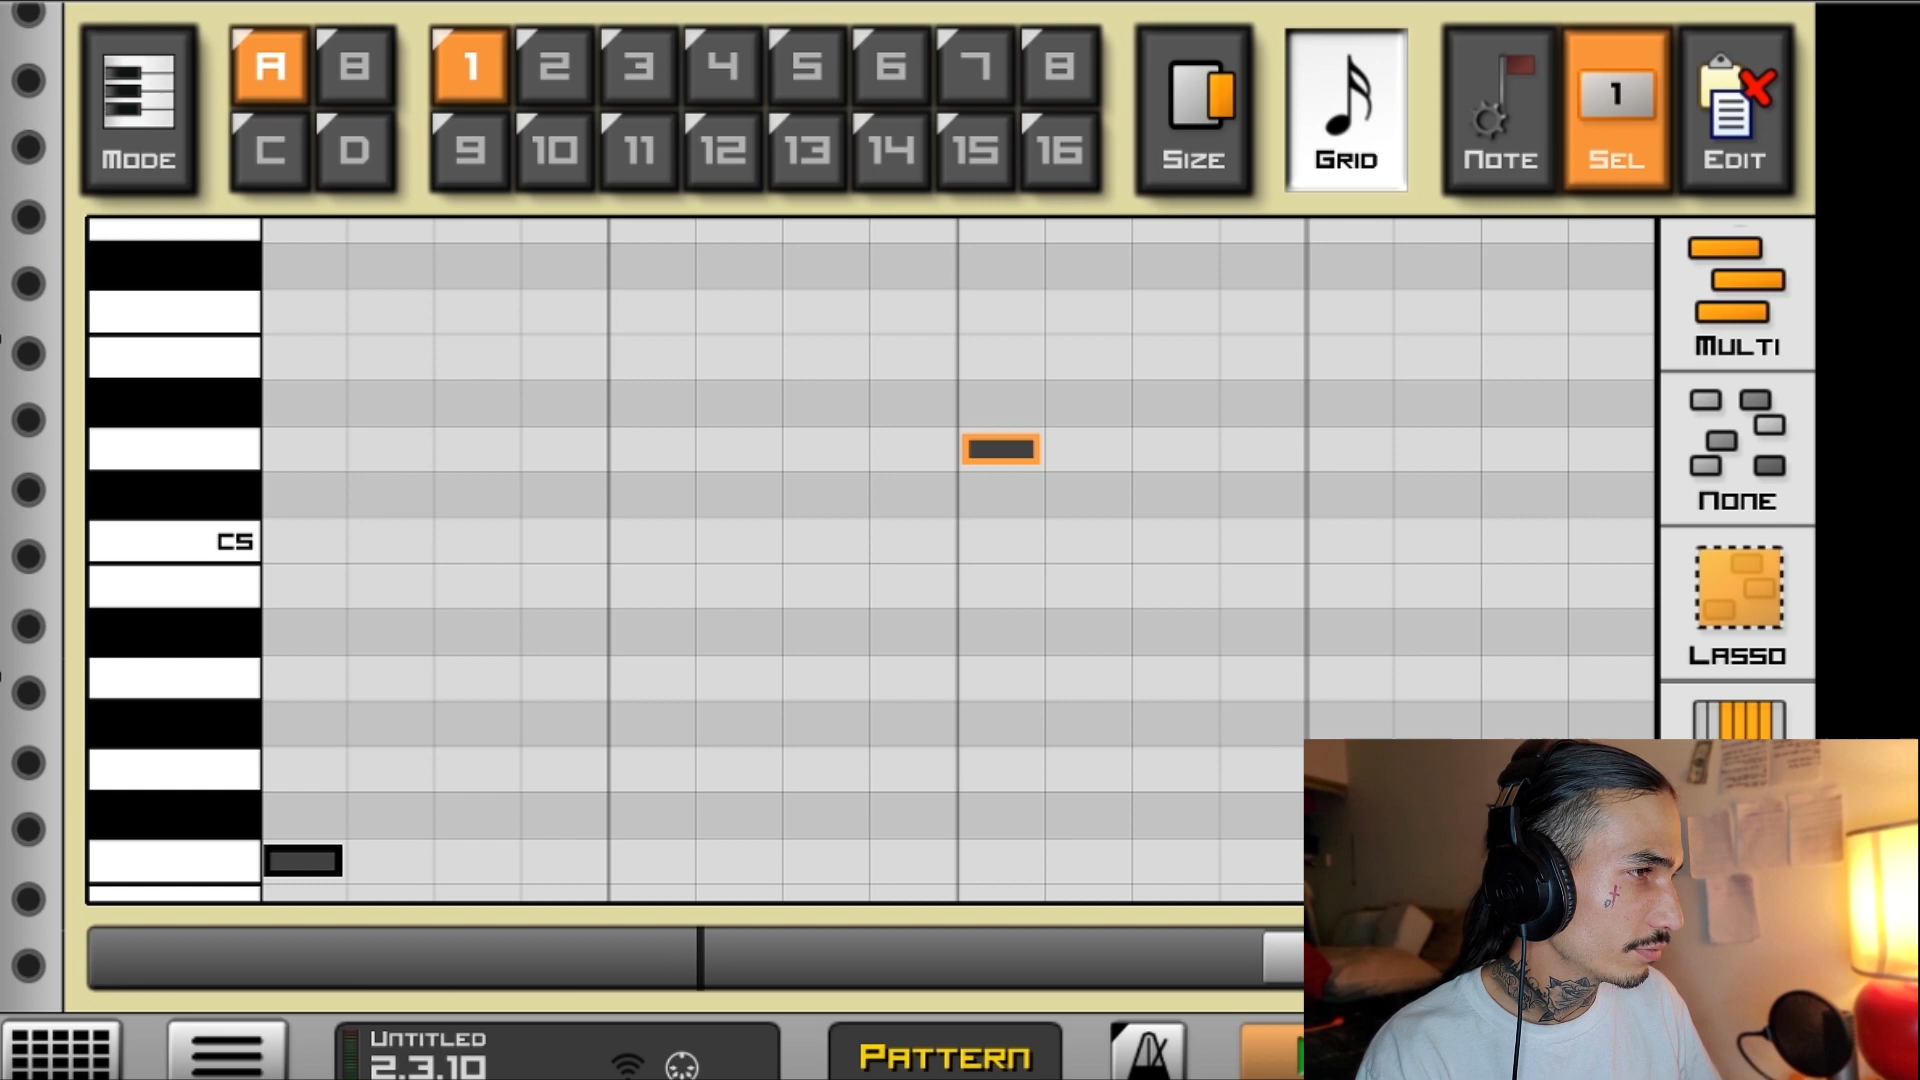 MODE
A B
C D
1 2 3 4 5 6 7 8
9 10 11 12 13 14 15 16
SIZE
GRID
NOTE
1
SEL
EDIT
MULTI
NONE
C5
LASSO
UNTITLED
2.3.10
PATTERN